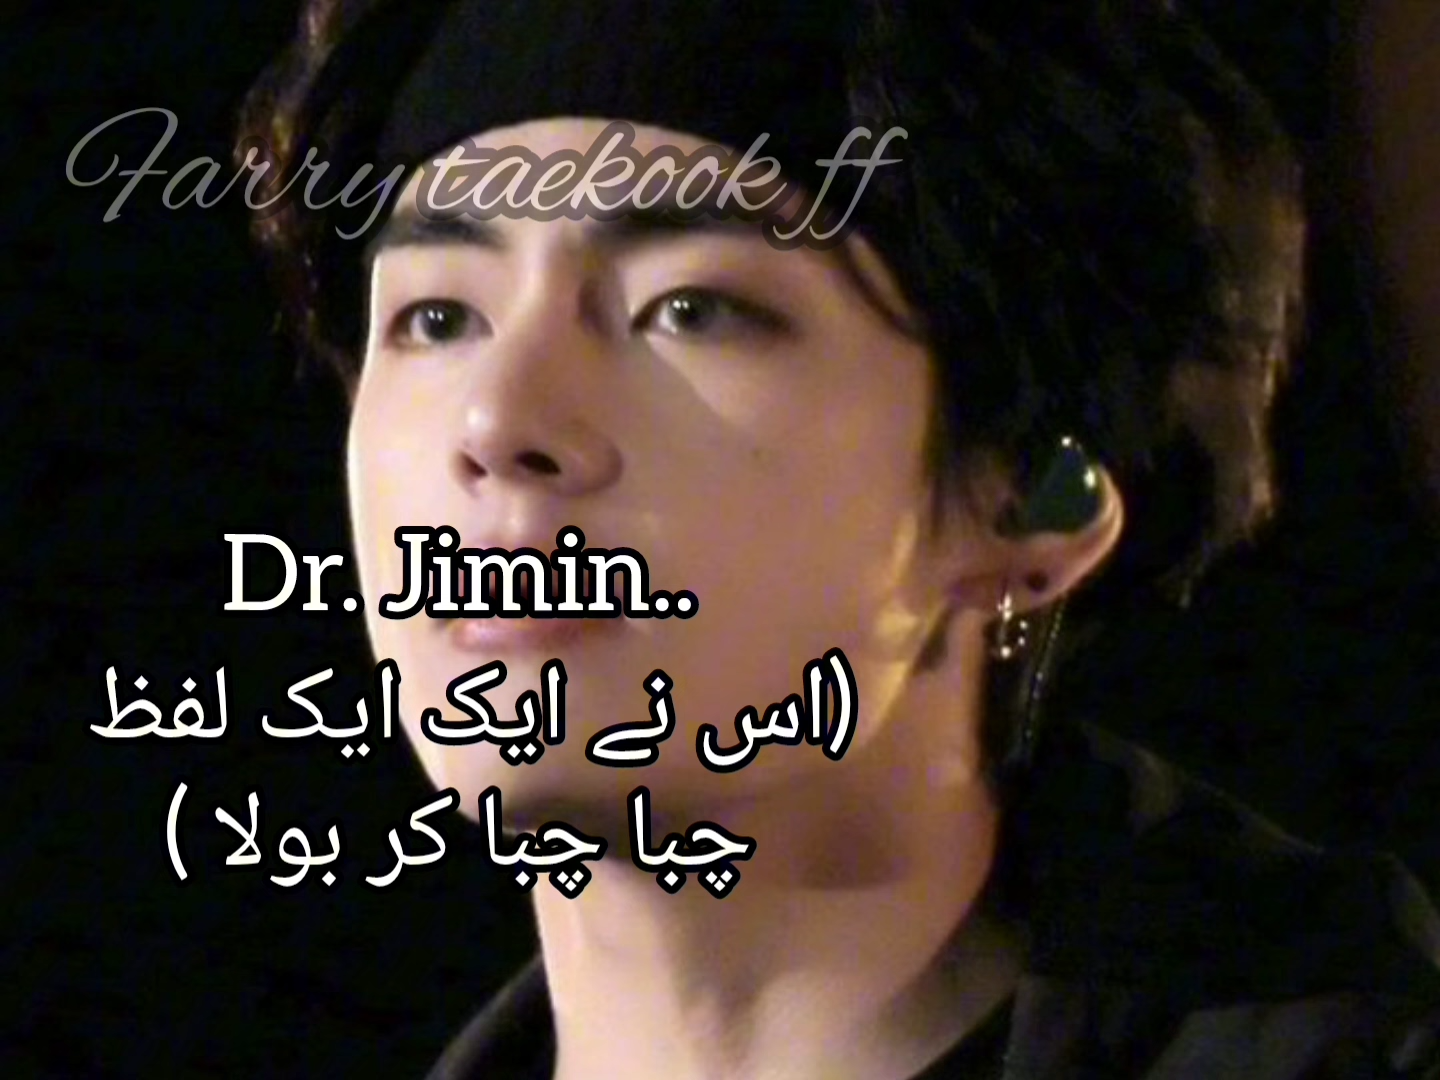 Farry taekook ff
Dr. Jimin..
(اس نے ایک ایک لفظ
چبا چبا کر بولا )